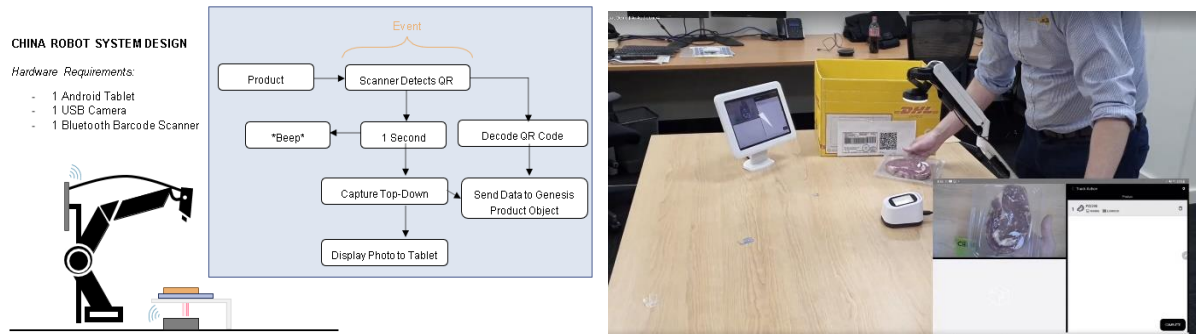 CHINA ROBOT SYSTEM DESIGN
Hardware Requirements:
- 1 Android Tablet
- 1 USB Camera
- 1 Bluetooth Barcode Scanner
Event
Product
Scanner Detects QR
*Beep*
1 Second
Decode QR Code
Capture Top-Down
Send Data to Genesis
Product Object
Display Photo to Tablet
DHL